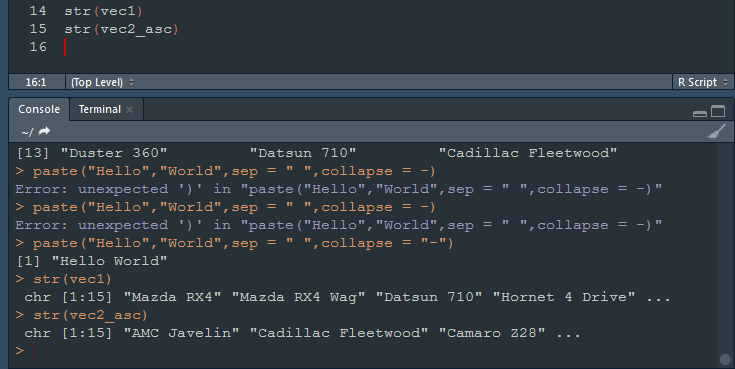 14 str(vec1)
15 str(vec2_asc)
16
16:1 (Top Level) R Script
Console Terminal
~/
[13] "Duster 360" "Datsun 710" "Cadillac Fleetwood"
> paste("Hello","World",sep = " ",collapse = -)
Error: unexpected ')' in "paste("Hello","World",sep = " ",collapse = -)"
> paste("Hello","World",sep = " ",collapse = -)
Error: unexpected ')' in "paste("Hello","World",sep = " ",collapse = -)"
> paste("Hello","World",sep = " ",collapse = "-")
[1] "Hello World"
> str(vec1)
chr [1:15] "Mazda RX4" "Mazda RX4 Wag" "Datsun 710" "Hornet 4 Drive" ...
> str(vec2_asc)
chr [1:15] "AMC Javelin" "Cadillac Fleetwood" "Camaro Z28" ...
>